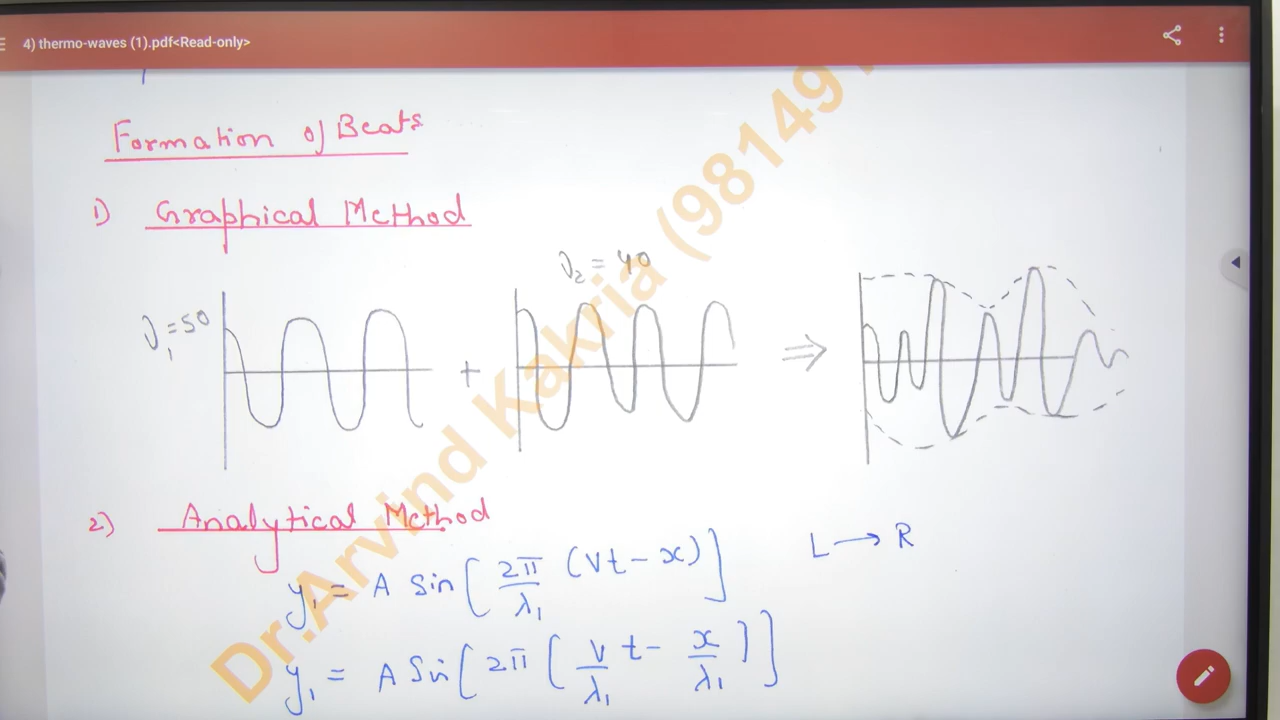 4) thermo-waves (1).pdf<Read-only>
Formation of Beats
1) Graphical Method
ν₁ = 50
ν₂ = 40
+
⇒
2) Analytical Method
y₁ = A Sin[2π/λ₁ (Vt − x)] L → R
y₁ = A Sin[2π[V/λ₁ t − x/λ₁]]
Dr.Arvind Kakria (98149